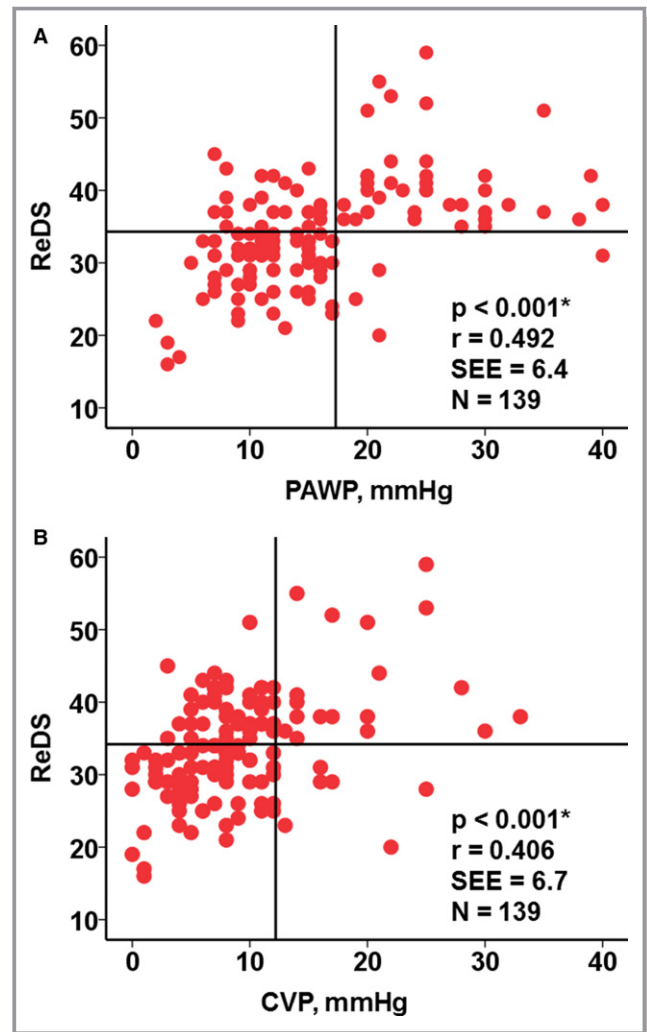 A
60
50
40
30
20
10
ReDS
p < 0.001*
r = 0.492
SEE = 6.4
N = 139
0 10 20 30 40
PAWP, mmHg
B
60
50
40
30
20
10
ReDS
p < 0.001*
r = 0.406
SEE = 6.7
N = 139
0 10 20 30 40
CVP, mmHg